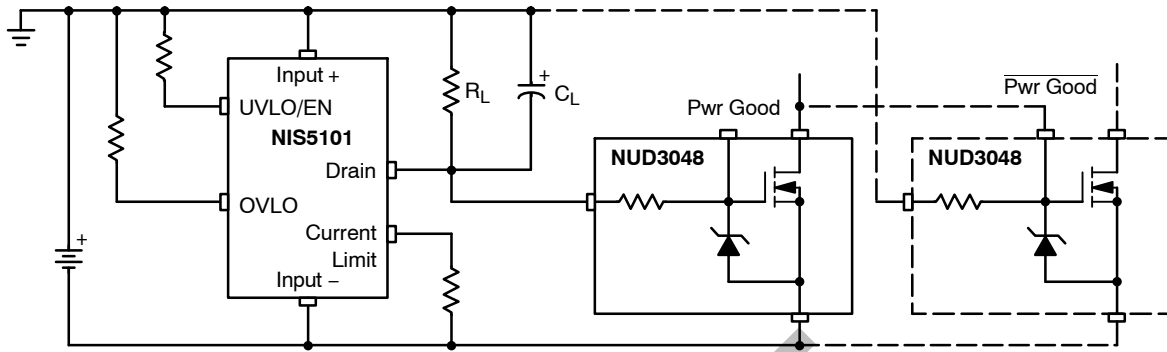 Input +
UVLO/EN
NIS5101
Drain
OVLO
Current
Limit
Input −
+
R_L
+
C_L
Pwr Good
NUD3048
Pwr Good
NUD3048
+